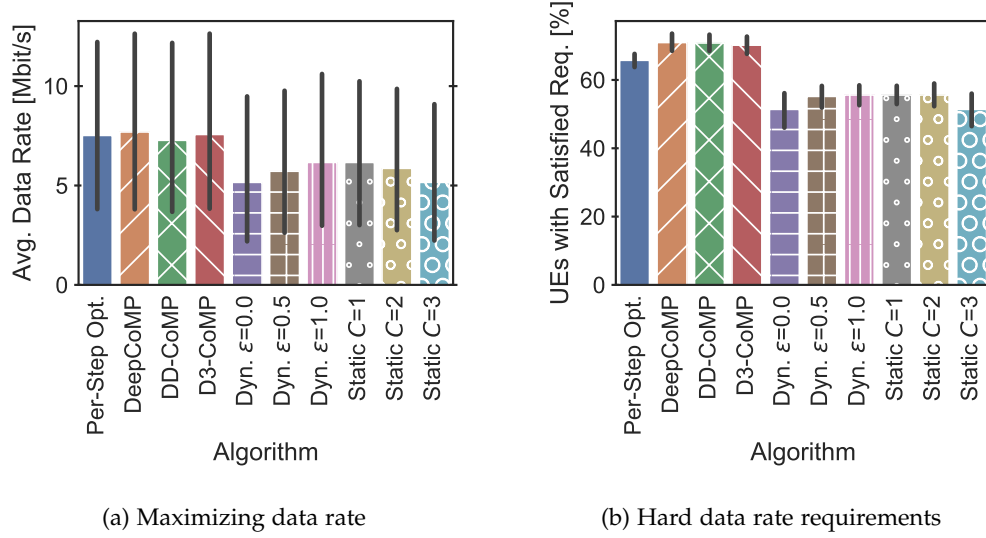 Avg. Data Rate [Mbit/s]
10
5
0
Per-Step Opt.
DeepCoMP
DD-CoMP
D3-CoMP
Dyn. ε=0.0
Dyn. ε=0.5
Dyn. ε=1.0
Static C=1
Static C=2
Static C=3
Algorithm
(a) Maximizing data rate
UEs with Satisfied Req. [%]
60
40
20
0
Per-Step Opt.
DeepCoMP
DD-CoMP
D3-CoMP
Dyn. ε=0.0
Dyn. ε=0.5
Dyn. ε=1.0
Static C=1
Static C=2
Static C=3
Algorithm
(b) Hard data rate requirements